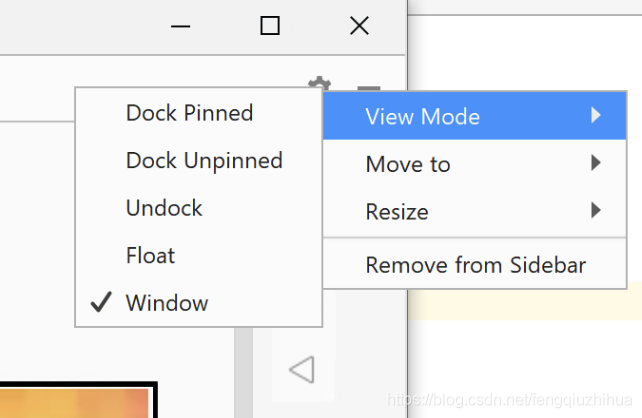 Dock Pinned
Dock Unpinned
Undock
Float
Window
View Mode
Move to
Resize
Remove from Sidebar
https://blog.csdn.net/fengqiuzhihua